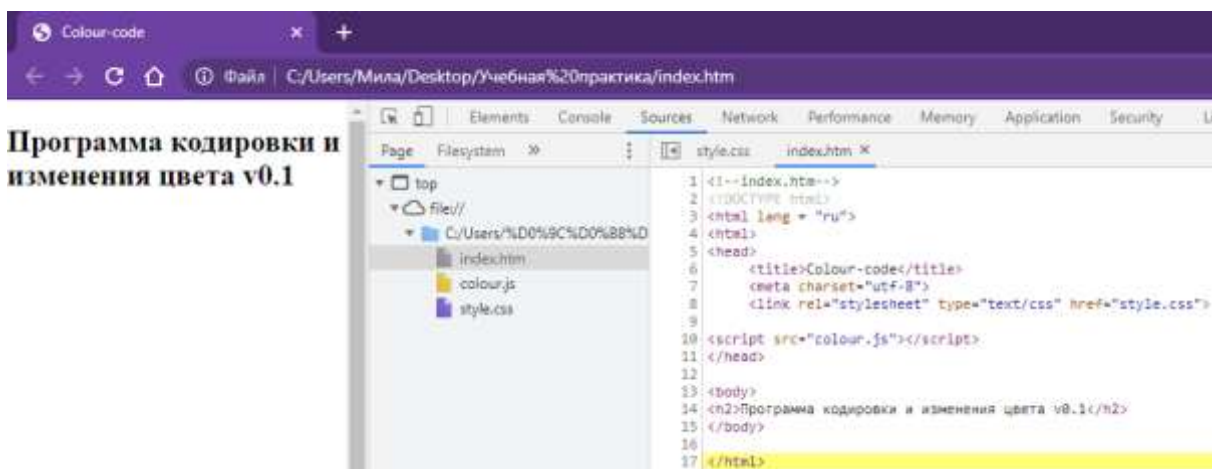 Colour-code × +
Файл C:/Users/Мила/Desktop/Учебная%20практика/index.htm
Программа кодировки и
изменения цвета v0.1
Elements Console Sources Network Performance Memory Application Security
Page Filesystem »
style.css index.htm ×
top
file://
C:/Users/%D0%9C%D0%B8%D
index.htm
colour.js
style.css
1 <!--index.htm-->
2 <!DOCTYPE html>
3 <html lang = "ru">
4 <html>
5 <head>
6 <title>Colour-code</title>
7 <meta charset="utf-8">
8 <link rel="stylesheet" type="text/css" href="style.css">
9
10 <script src="colour.js"></script>
11 </head>
12
13 <body>
14 <h2>Программа кодировки и изменения цвета v0.1</h2>
15 </body>
16
17 </html>